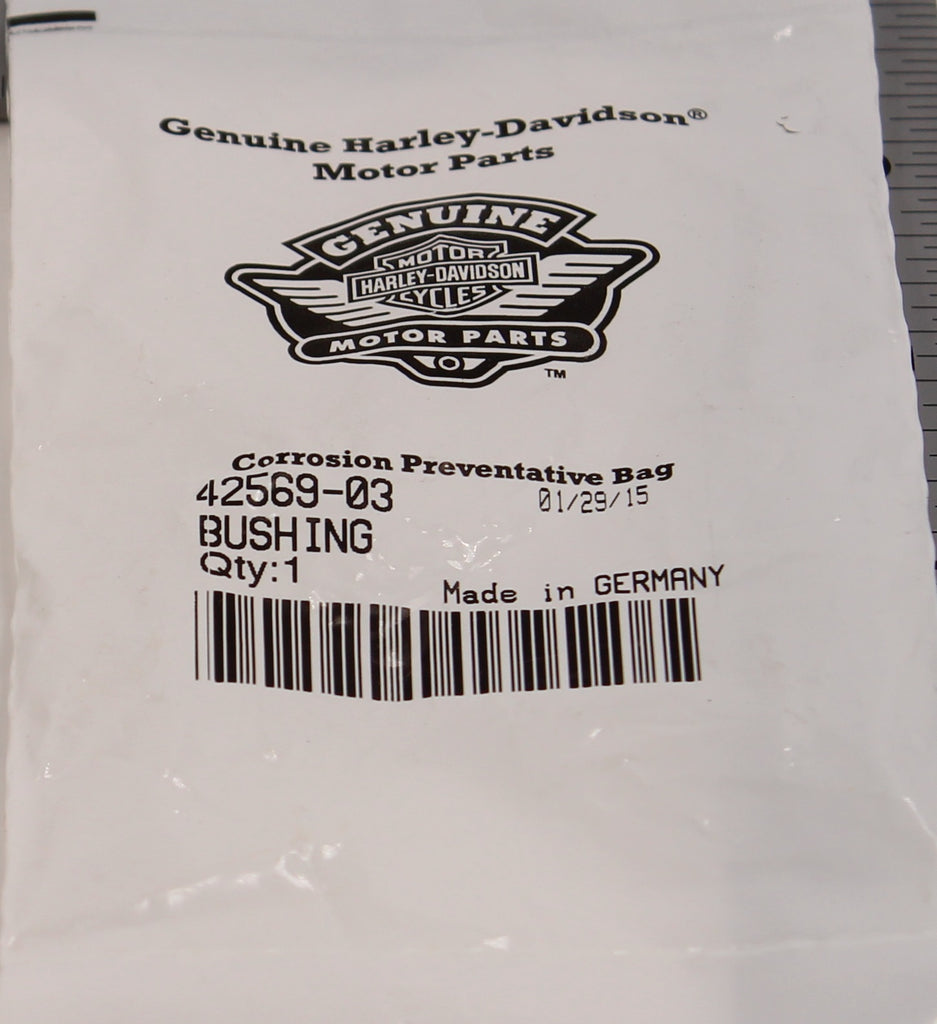 Genuine Harley-Davidson®
Motor Parts
GENUINE
MOTOR
HARLEY-DAVIDSON
CYCLES
MOTOR PARTS
TM
Corrosion Preventative Bag
42569-03 01/29/15
BUSHING
Qty:1
Made in GERMANY